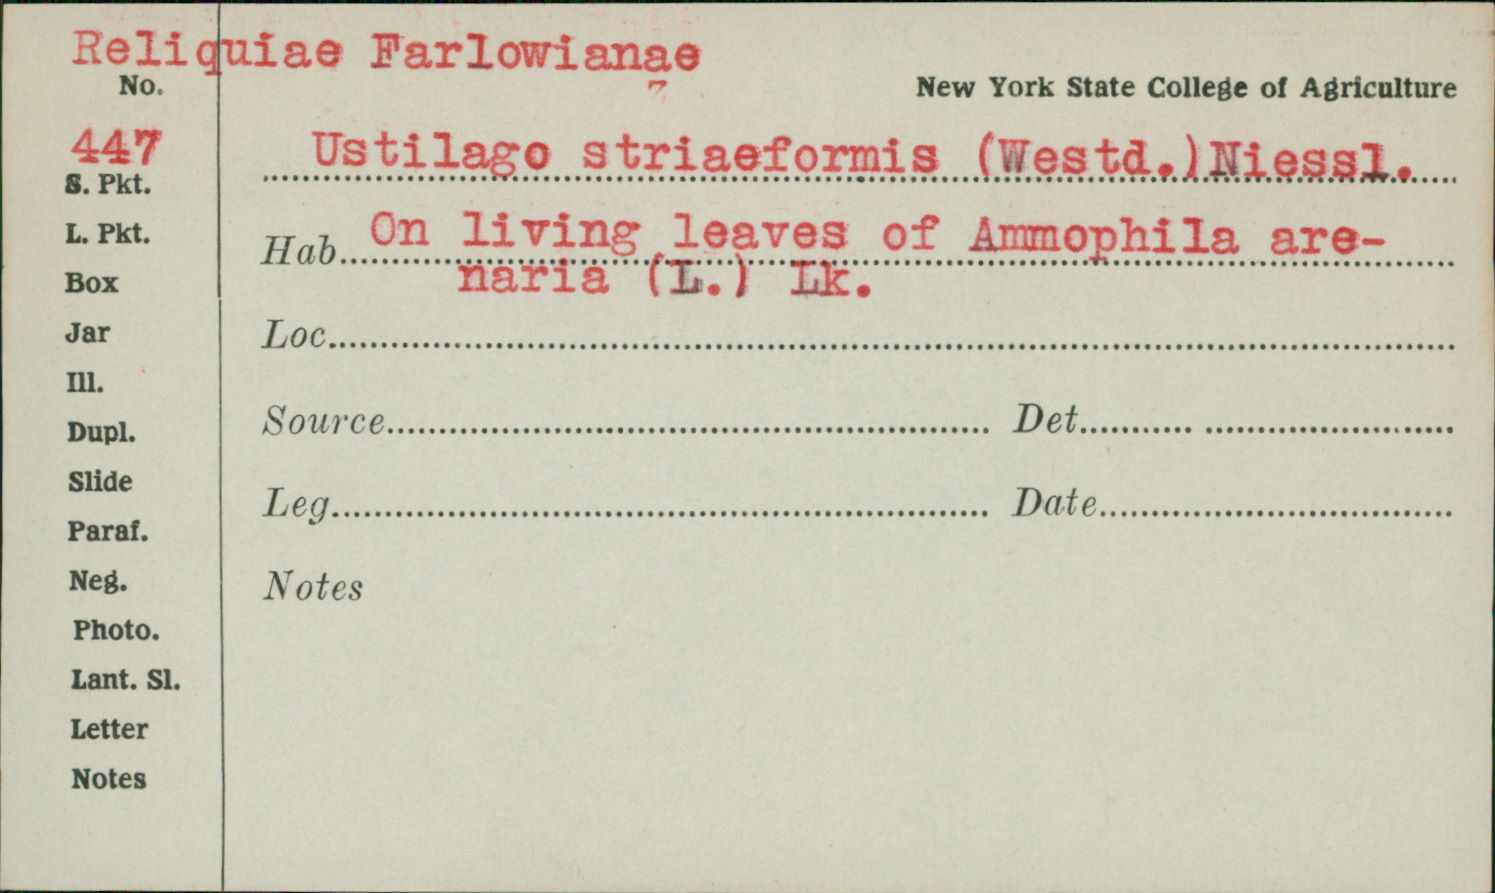 Reliquiae Farlowianae
No.
New York State College of Agriculture
447
Ustilago striaeformis (Westd.)Niessl.
S. Pkt.
L. Pkt.
Hab. On living leaves of Ammophila are-
naria (L.) Lk.
Box
Jar
Loc.
Ill.
Dupl.
Source
Det.
Slide
Leg.
Date
Paraf.
Neg.
Notes
Photo.
Lant. Sl.
Letter
Notes